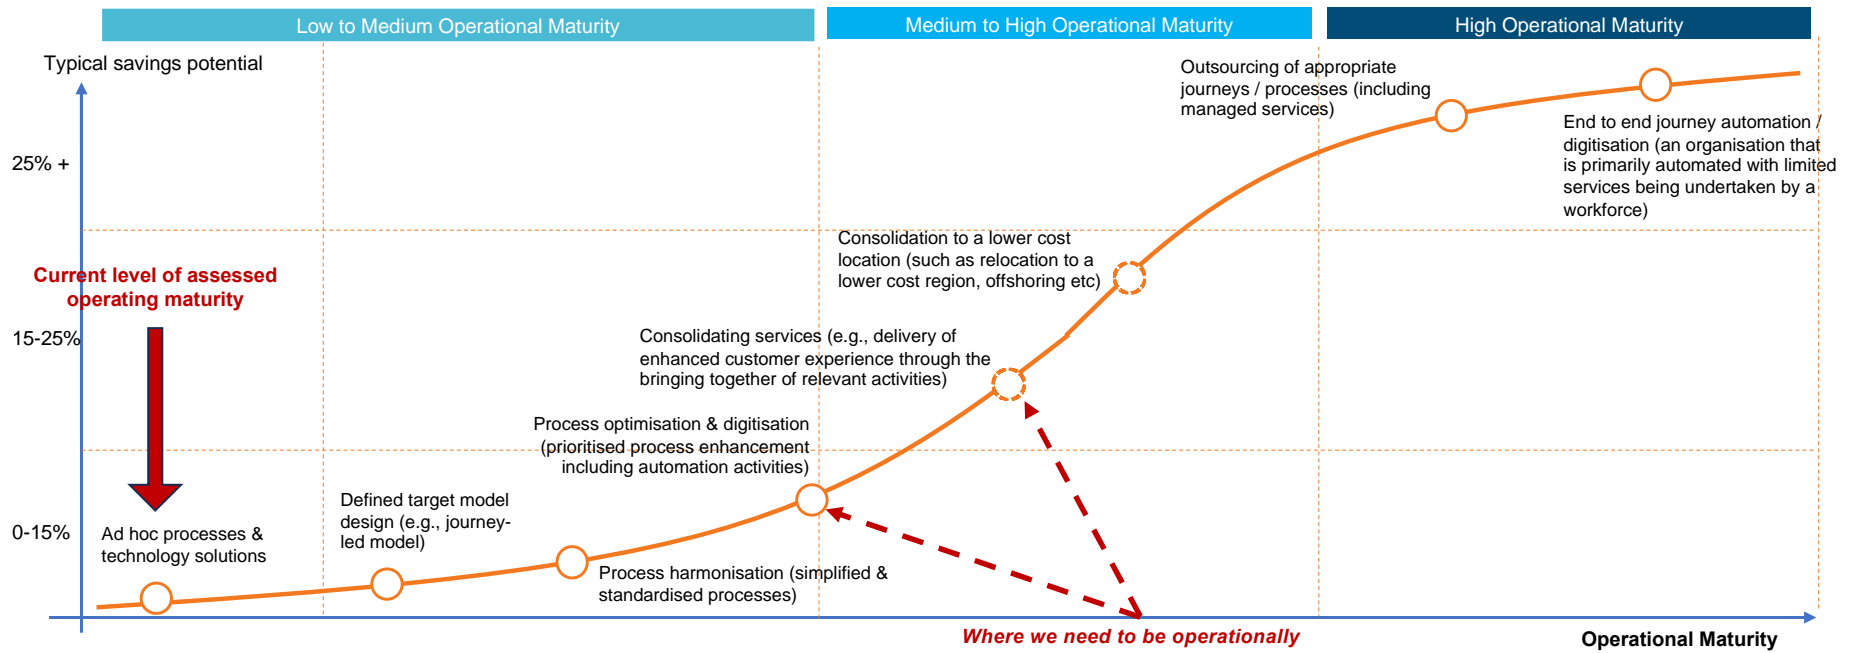 Low to Medium Operational Maturity
Medium to High Operational Maturity
High Operational Maturity
Typical savings potential
25% +
15-25%
0-15%
Current level of assessed
operating maturity
Ad hoc processes &
technology solutions
Defined target model
design (e.g., journey-
led model)
Process harmonisation (simplified &
standardised processes)
Process optimisation & digitisation
(prioritised process enhancement
including automation activities)
Consolidating services (e.g., delivery of
enhanced customer experience through the
bringing together of relevant activities)
Consolidation to a lower cost
location (such as relocation to a
lower cost region, offshoring etc)
Outsourcing of appropriate
journeys / processes (including
managed services)
End to end journey automation /
digitisation (an organisation that
is primarily automated with limited
services being undertaken by a
workforce)
Where we need to be operationally
Operational Maturity